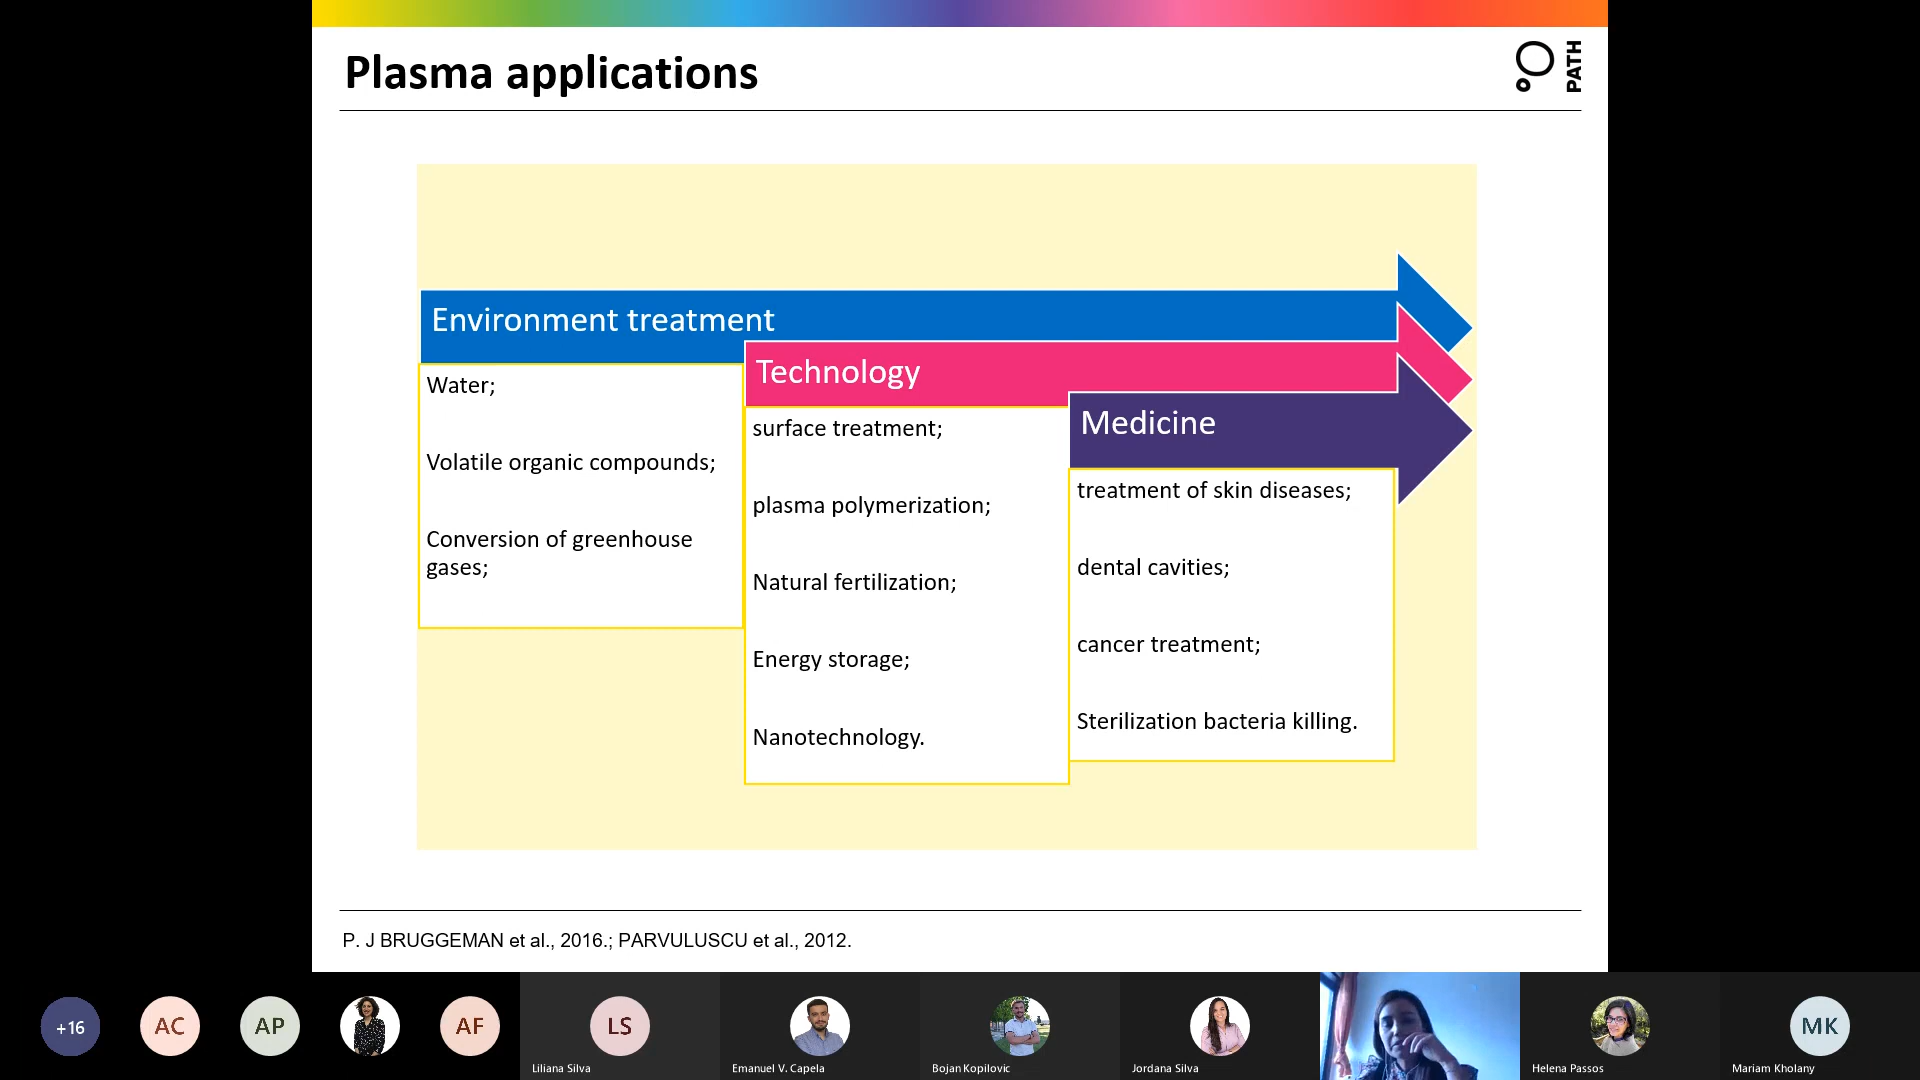 Plasma applications
PATH
Environment treatment
Water;
Volatile organic compounds;
Conversion of greenhouse
gases;
Technology
surface treatment;
plasma polymerization;
Natural fertilization;
Energy storage;
Nanotechnology.
Medicine
treatment of skin diseases;
dental cavities;
cancer treatment;
Sterilization bacteria killing.
P. J BRUGGEMAN et al., 2016.; PARVULUSCU et al., 2012.
+16
AC
AP
AF
LS
Liliana Silva
Emanuel V. Capela
Bojan Kopilovic
Jordana Silva
Helena Passos
MK
Mariam Kholany